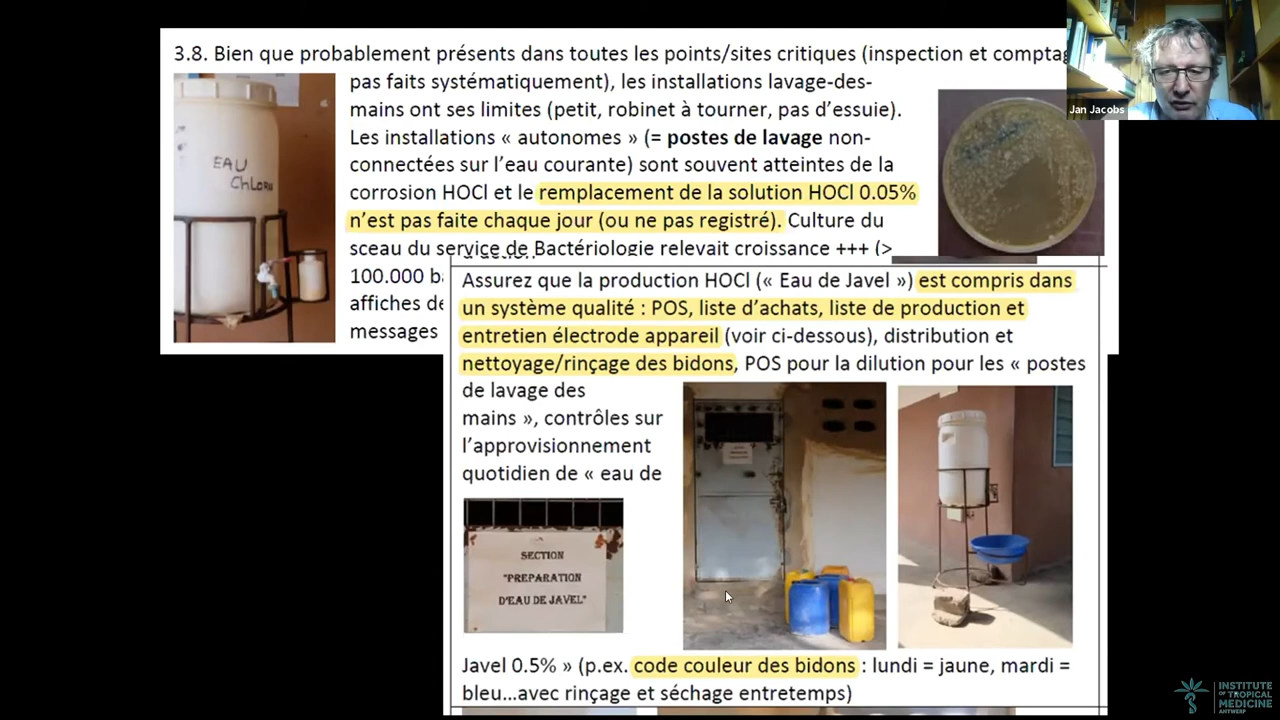 3.8. Bien que probablement présents dans toutes les points/sites critiques (inspection et comptag
pas faits systématiquement), les installations lavage-des-
mains ont ses limites (petit, robinet à tourner, pas d’essuie).
Les installations « autonomes » (= postes de lavage non-
connectées sur l’eau courante) sont souvent atteintes de la
corrosion HOCl et le remplacement de la solution HOCl 0.05%
n’est pas faite chaque jour (ou ne pas registré). Culture du
sceau du service de Bactériologie relevait croissance +++ (>
100.000 b
affiches de
messages
EAU
Jan Jacobs
Assurez que la production HOCl (« Eau de Javel ») est compris dans
un système qualité : POS, liste d’achats, liste de production et
entretien électrode appareil (voir ci-dessous), distribution et
nettoyage/rinçage des bidons, POS pour la dilution pour les « postes
de lavage des
mains », contrôles sur
l’approvisionnement
quotidien de « eau de
SECTION
"PREPARATION
D'EAU DE JAVEL"
Javel 0.5% » (p.ex. code couleur des bidons : lundi = jaune, mardi =
bleu…avec rinçage et séchage entretemps)
INSTITUTE
OF TROPICAL
MEDICINE
ANTWERP